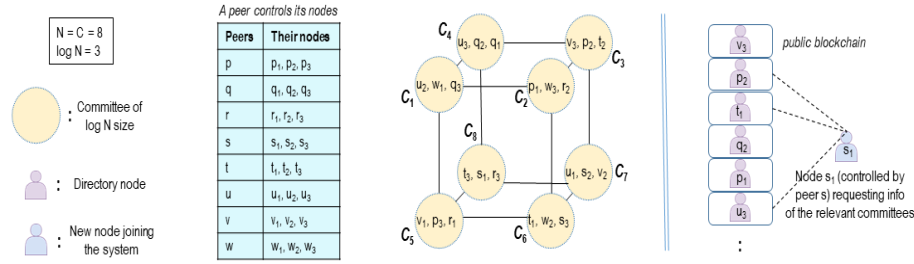 N = C = 8
log N = 3
: Committee of
log N size
: Directory node
: New node joining
the system
A peer controls its nodes
Peers Their nodes
p p₁, p₂, p₃
q q₁, q₂, q₃
r r₁, r₂, r₃
s s₁, s₂, s₃
t t₁, t₂, t₃
u u₁, u₂, u₃
v v₁, v₂, v₃
w w₁, w₂, w₃
C₄ u₃, q₂, q₁
v₃, p₂, t₂ C₃
C₁ u₂, w₁, q₃
C₂ p₁, w₃, r₂
C₈ t₃, s₁, r₃
u₁, s₂, v₂ C₇
C₅ v₁, p₃, r₁
C₆ t₁, w₂, s₃
public blockchain
v₃
p₂
t₁
q₂
p₁
u₃
:
s₁
Node s₁ (controlled by
peer s) requesting info
of the relevant committees